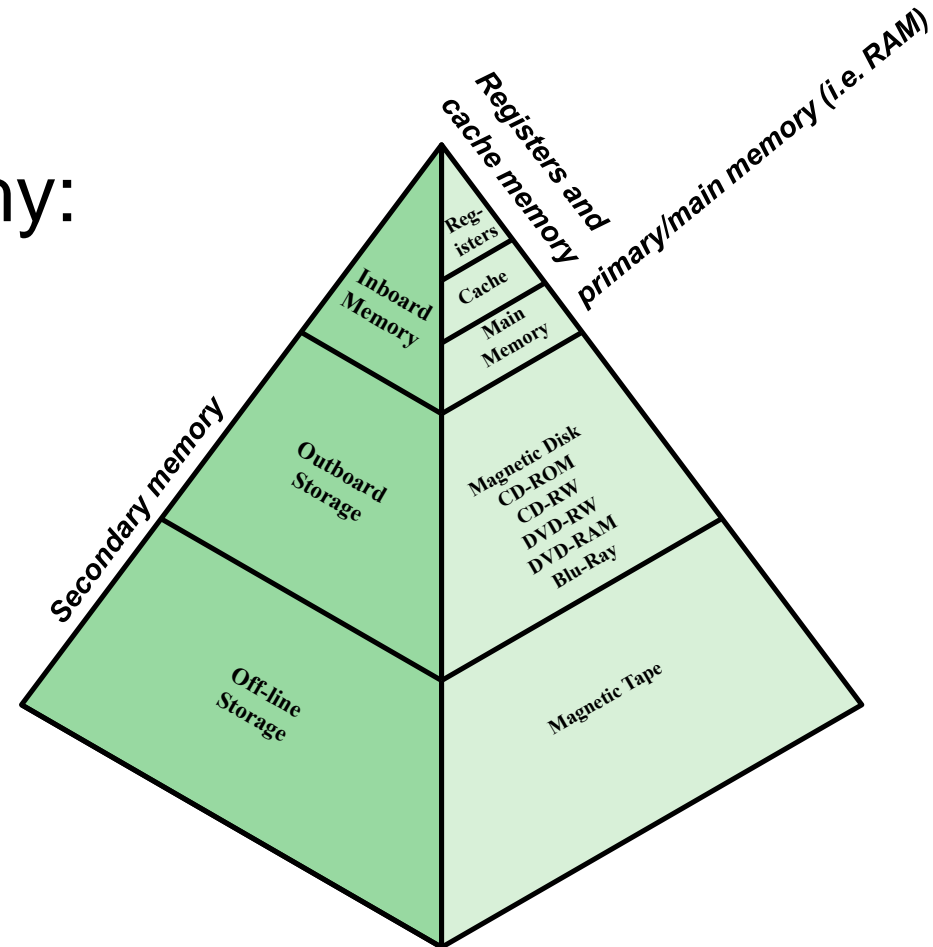 ny:
Registers and
cache memory
primary/main memory (i.e. RAM)
Secondary memory
Inboard
Memory
Outboard
Storage
Off-line
Storage
Reg-
isters
Cache
Main
Memory
Magnetic Disk
CD-ROM
CD-RW
DVD-RW
DVD-RAM
Blu-Ray
Magnetic Tape